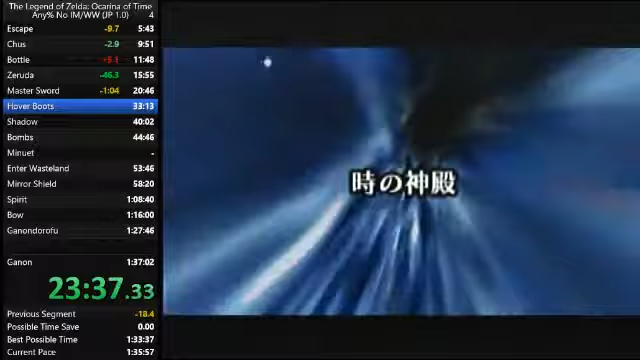 The Legend of Zelda: Ocarina of Time
Any% No IM/WW (JP 1.0) 4
Escape -9.7 5:43
Chus -2.9 9:51
Bottle +5.1 11:48
Zeruda -46.3 15:55
Master Sword -1:04 20:46
Hover Boots 33:13
Shadow 40:02
Bombs 44:46
Minuet -
Enter Wasteland 53:46
Mirror Shield 58:20
Spirit 1:08:40
Bow 1:16:00
Ganondorofu 1:27:46
Ganon 1:37:02
23:37.33
Previous Segment -18.4
Possible Time Save 0.00
Best Possible Time 1:33:37
Current Pace 1:35:57
時の神殿